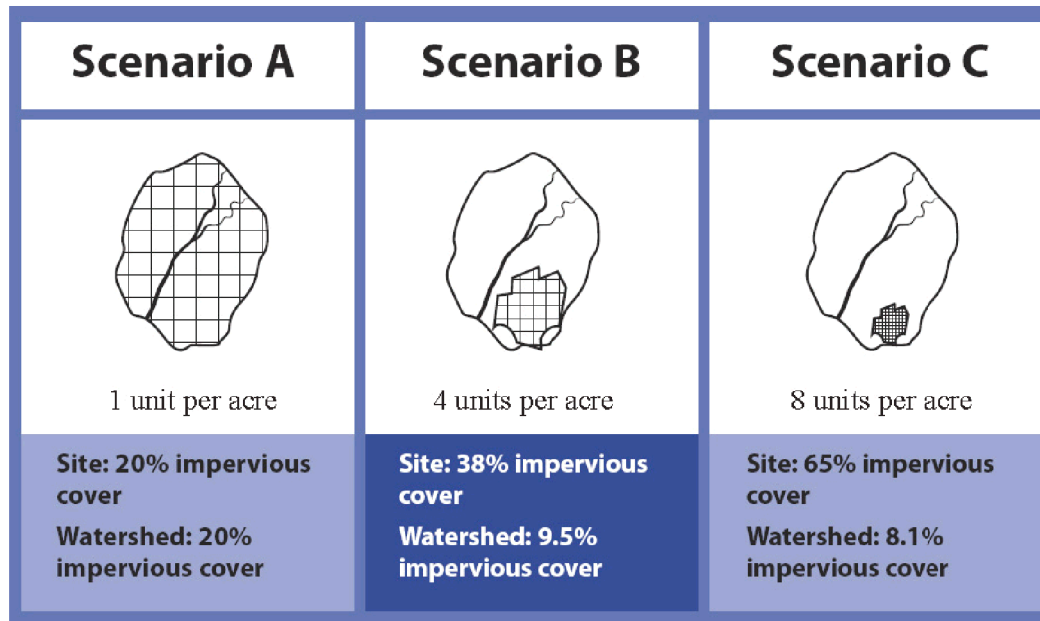 Scenario A
Scenario B
Scenario C
1 unit per acre
4 units per acre
8 units per acre
Site: 20% impervious
cover
Watershed: 20%
impervious cover
Site: 38% impervious
cover
Watershed: 9.5%
impervious cover
Site: 65% impervious
cover
Watershed: 8.1%
impervious cover